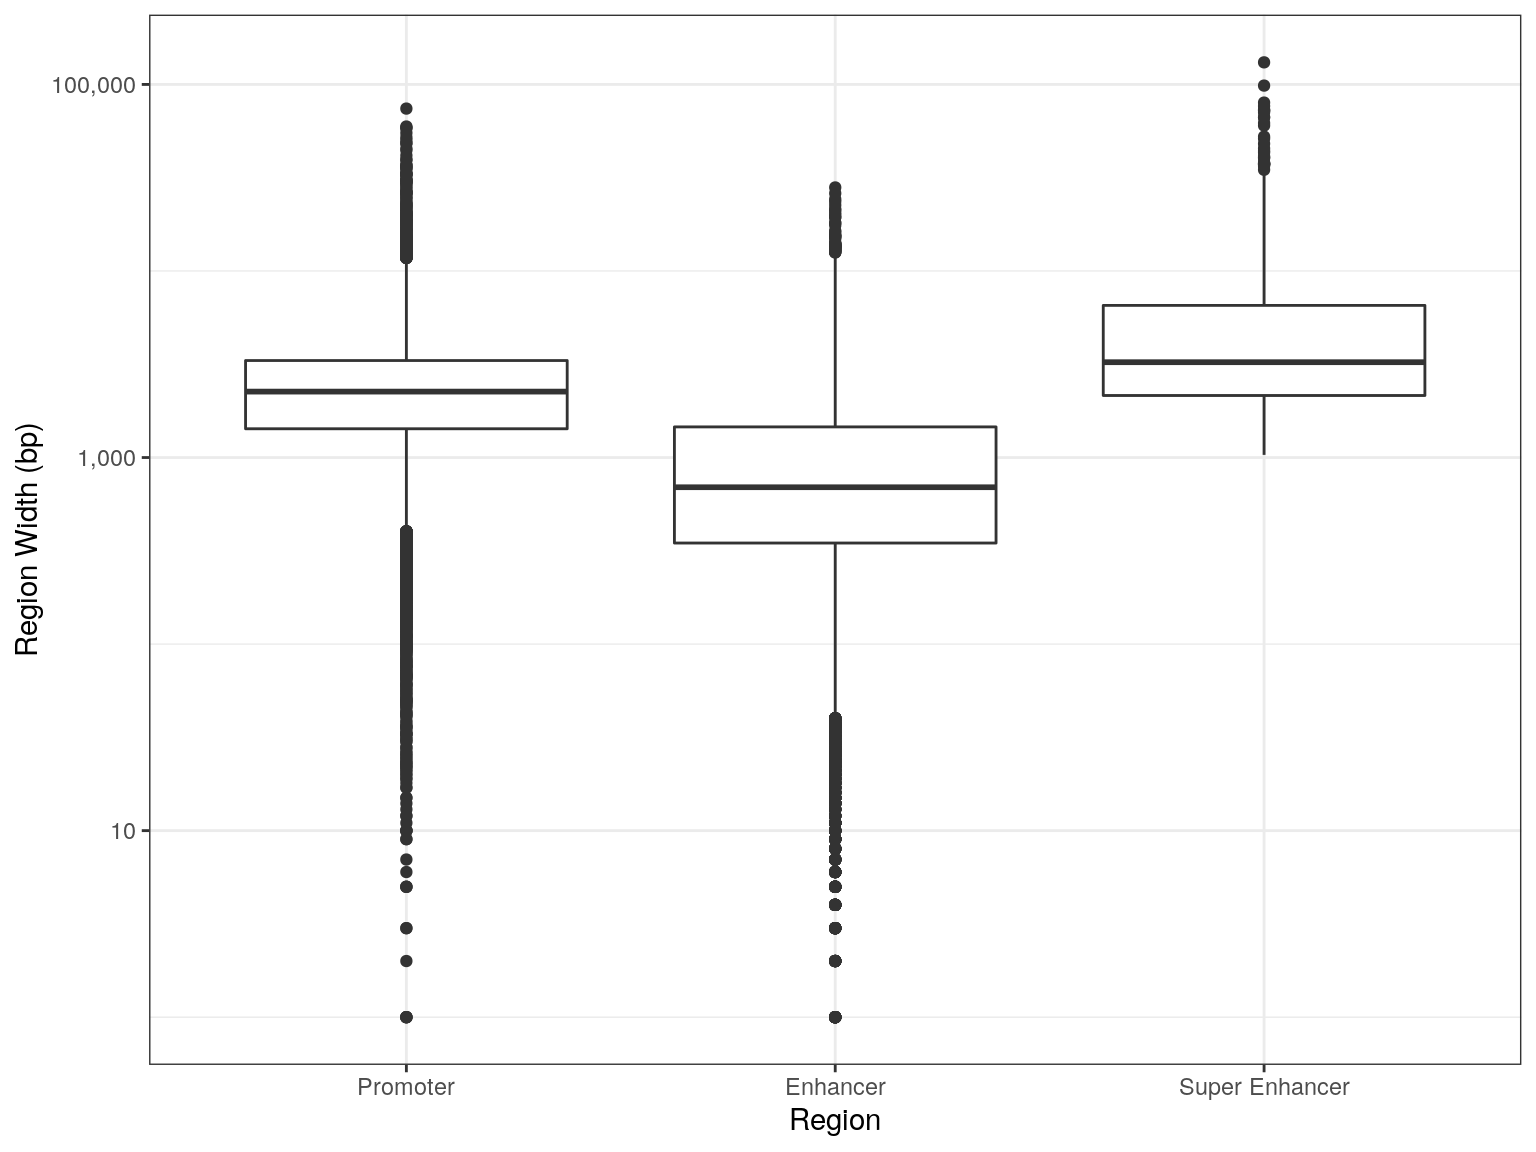 100,000
1,000
10
Region Width (bp)
Promoter
Enhancer
Super Enhancer
Region